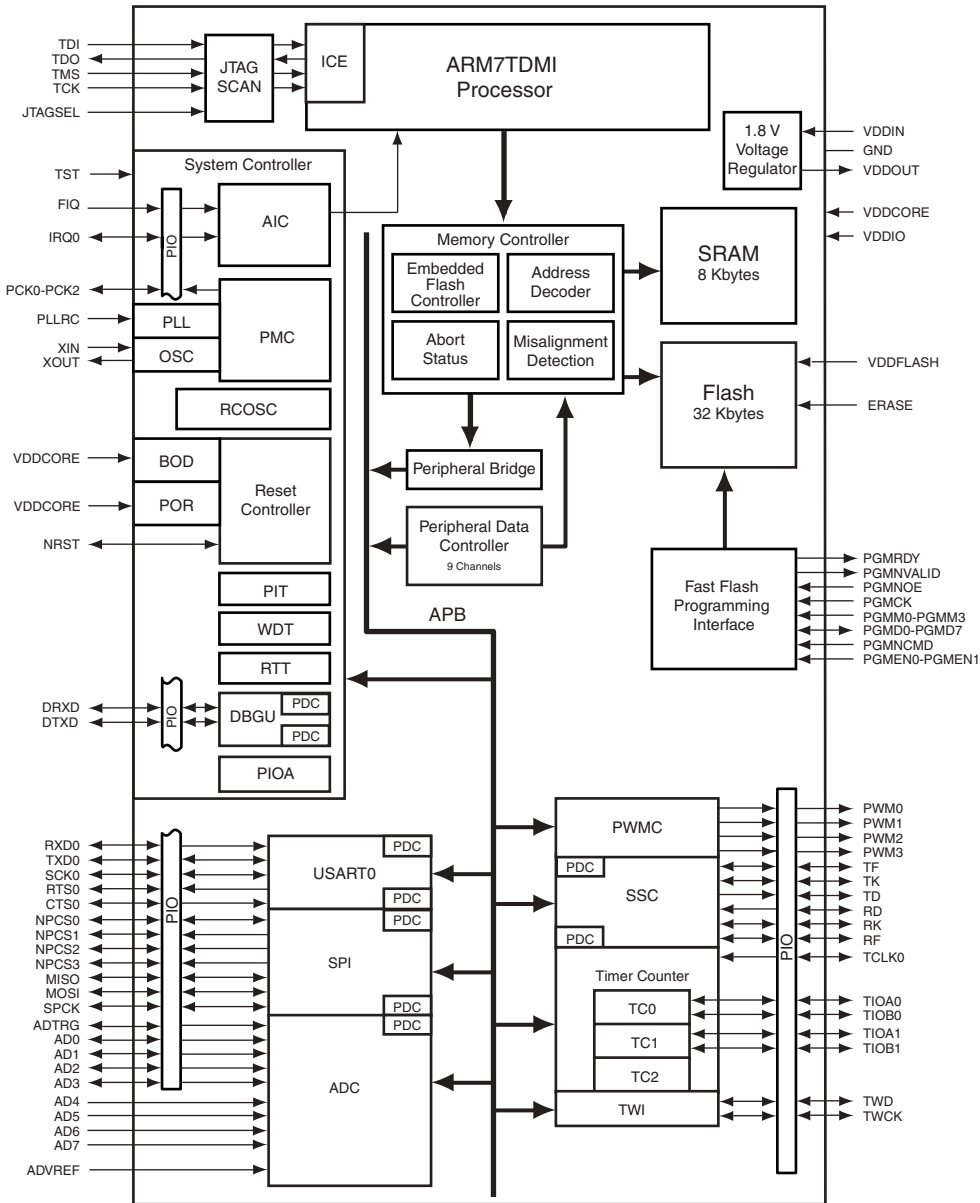 TDI
TDO
TMS
TCK
JTAGSEL
JTAG
SCAN
ICE
ARM7TDMI
Processor
1.8 V
Voltage
Regulator
VDDIN
GND
VDDOUT
VDDCORE
VDDIO
System Controller
TST
FIQ
IRQ0
PIO
AIC
PCK0-PCK2
PLLRC
PLL
XIN
XOUT
OSC
PMC
RCOSC
VDDCORE
BOD
VDDCORE
POR
Reset
Controller
NRST
PIT
WDT
RTT
DRXD
DTXD
PIO
DBGU
PDC
PDC
PIOA
Memory Controller
Embedded
Flash
Controller
Address
Decoder
Abort
Status
Misalignment
Detection
SRAM
8 Kbytes
Flash
32 Kbytes
VDDFLASH
ERASE
Peripheral Bridge
Peripheral Data
Controller
9 Channels
APB
Fast Flash
Programming
Interface
PGMRDY
PGMNVALID
PGMNOE
PGMCK
PGMM0-PGMM3
PGMD0-PGMD7
PGMNCMD
PGMEN0-PGMEN1
RXD0
TXD0
SCK0
RTS0
CTS0
NPCS0
NPCS1
NPCS2
NPCS3
MISO
MOSI
SPCK
ADTRG
AD0
AD1
AD2
AD3
AD4
AD5
AD6
AD7
ADVREF
PIO
PDC
USART0
PDC
PDC
SPI
PDC
PDC
ADC
PWMC
PDC
SSC
PDC
Timer Counter
TC0
TC1
TC2
TWI
PIO
PWM0
PWM1
PWM2
PWM3
TF
TK
TD
RD
RK
RF
TCLK0
TIOA0
TIOB0
TIOA1
TIOB1
TWD
TWCK